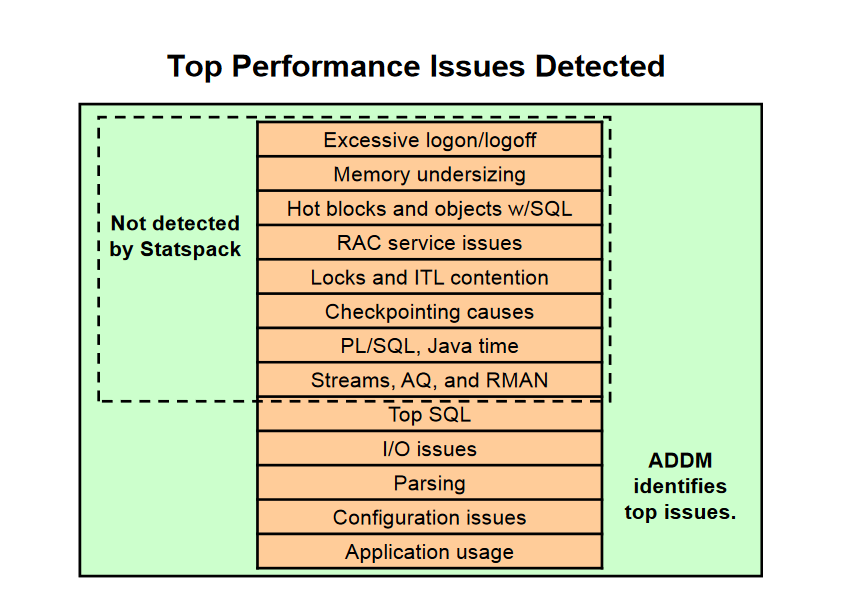 Top Performance Issues Detected
Excessive logon/logoff
Memory undersizing
Hot blocks and objects w/SQL
RAC service issues
Locks and ITL contention
Checkpointing causes
PL/SQL, Java time
Streams, AQ, and RMAN
Top SQL
I/O issues
Parsing
Configuration issues
Application usage
Not detected
by Statspack
ADDM
identifies
top issues.